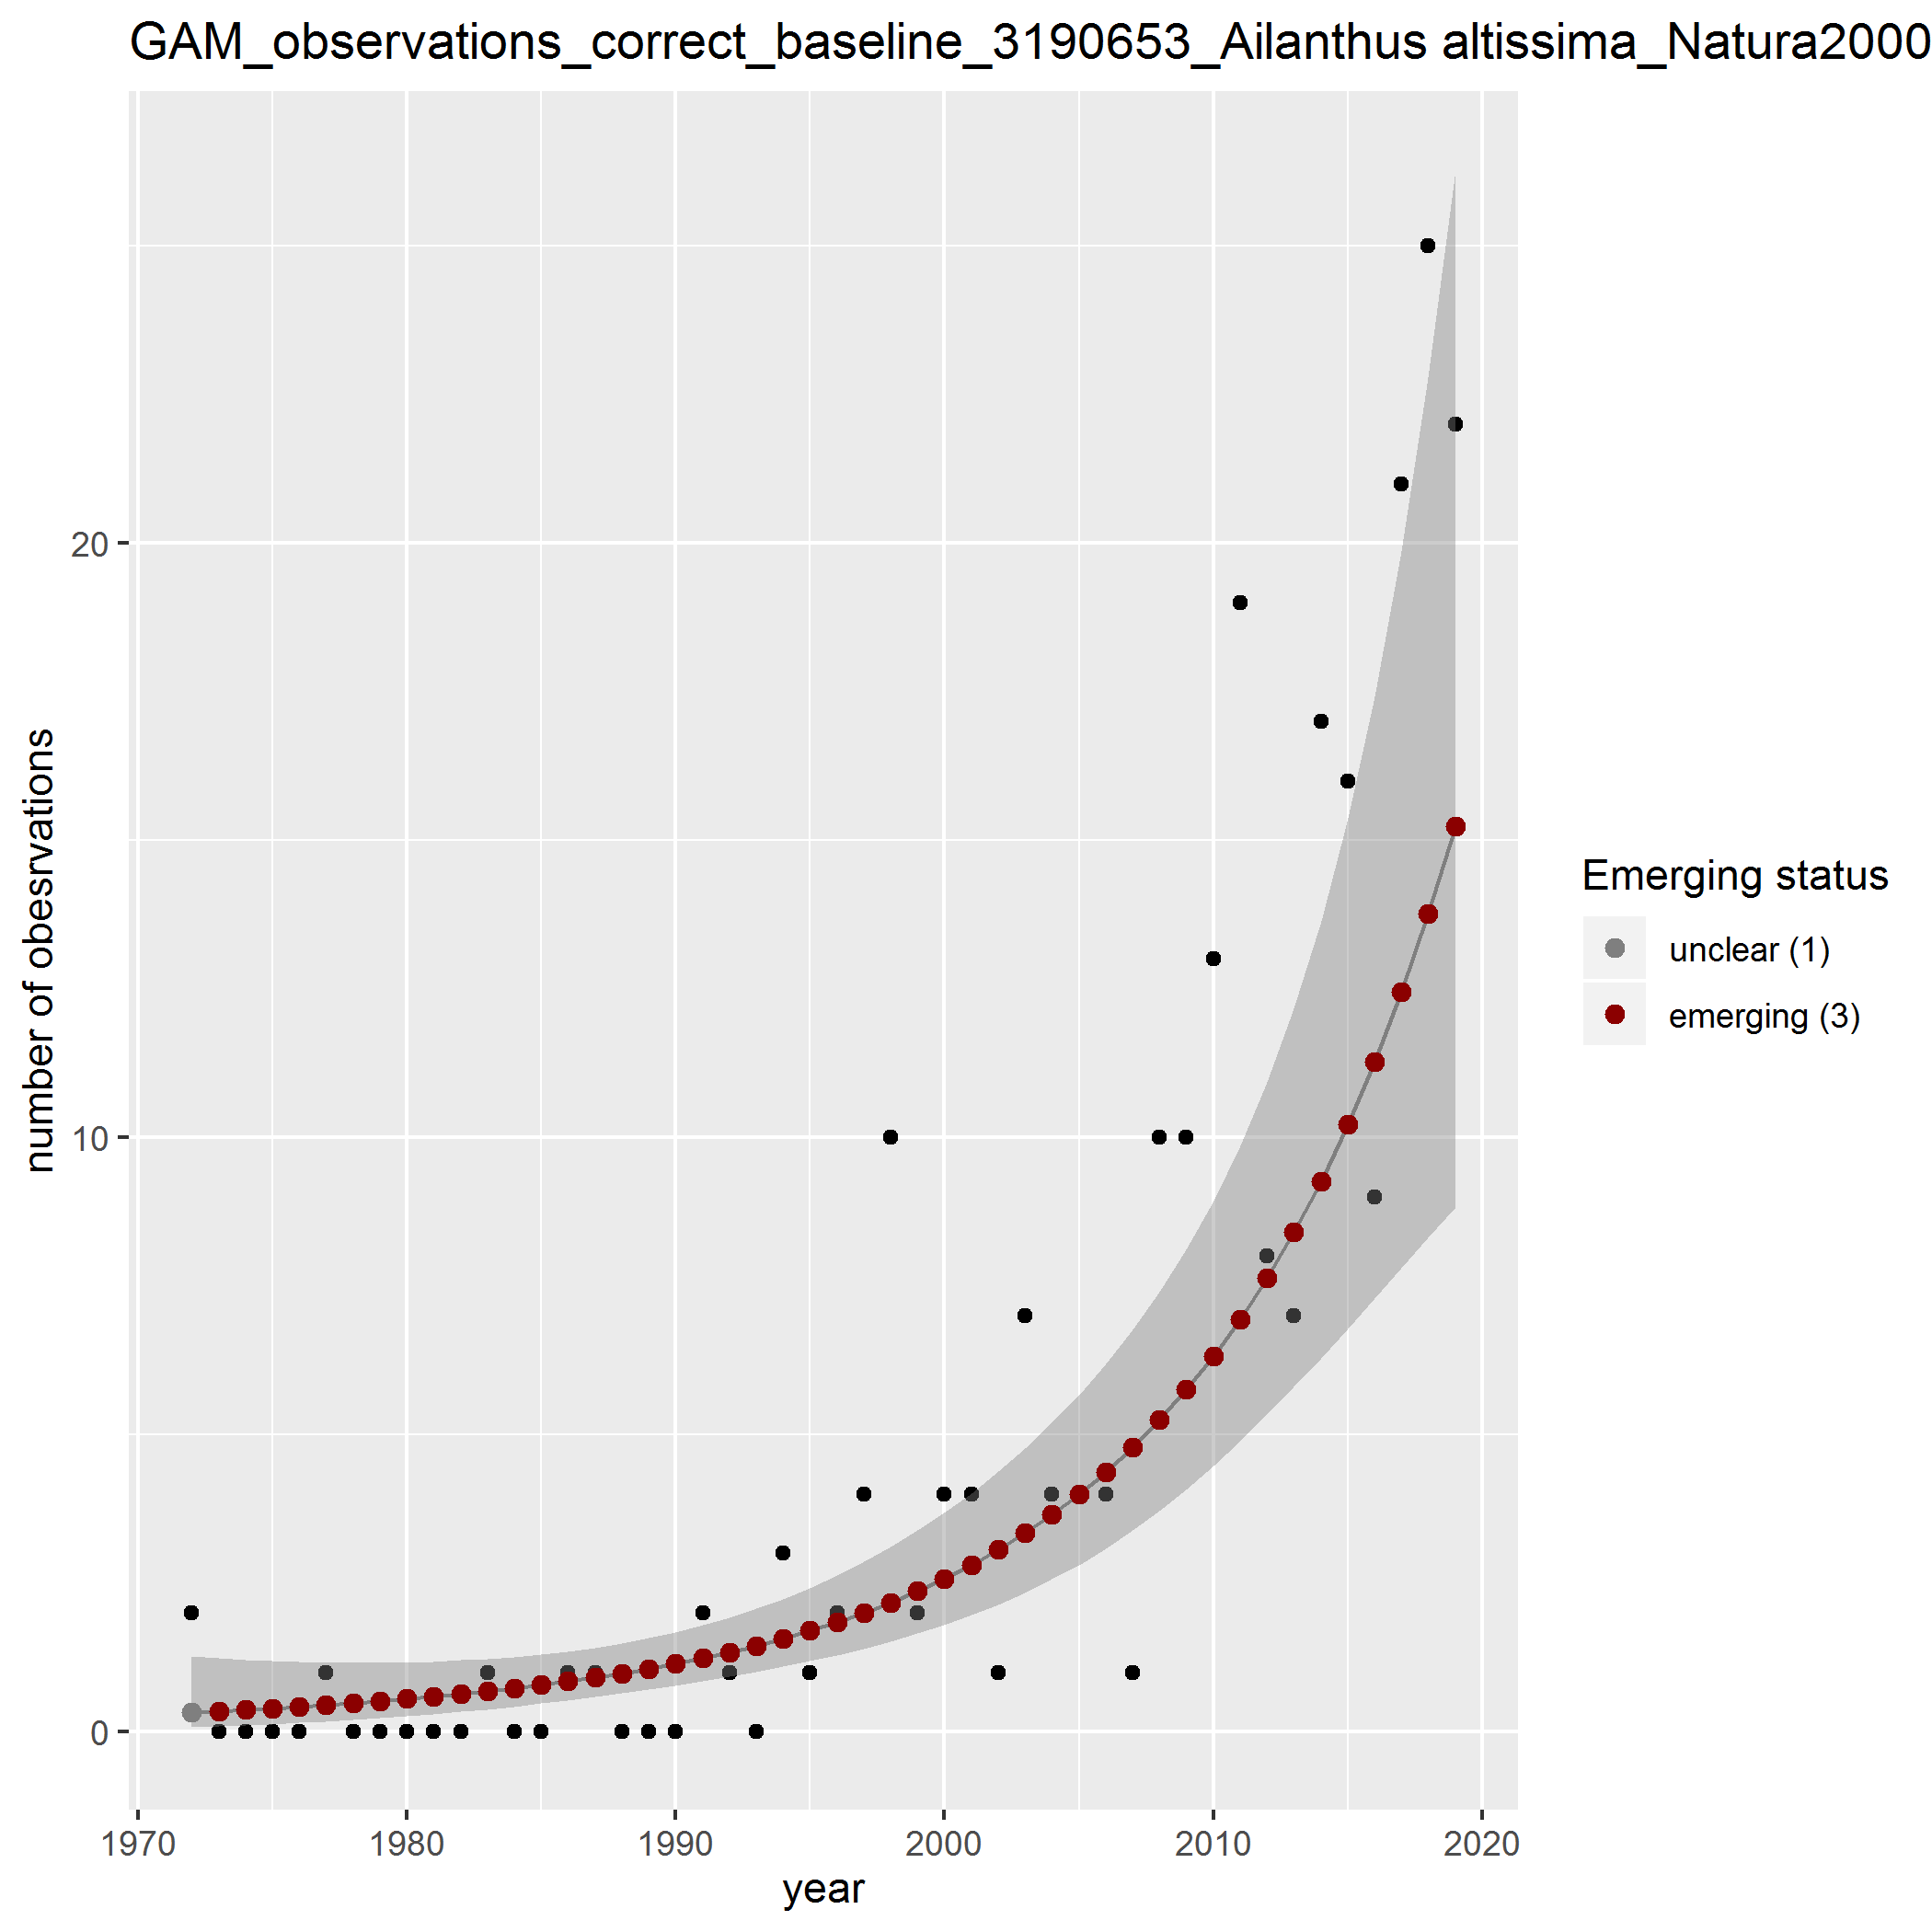 GAM_observations_correct_baseline_3190653_Ailanthus altissima_Natura2000
number of obesrvations
20
10
0
1970 1980 1990 2000 2010 2020
year
Emerging status
unclear (1)
emerging (3)